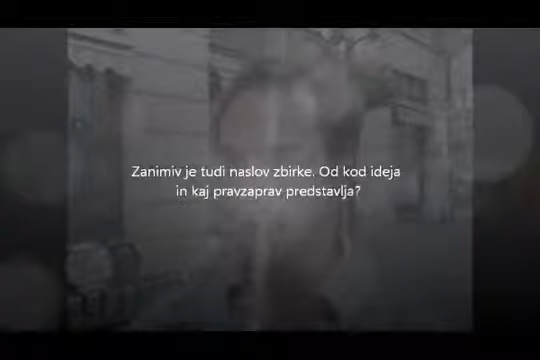 Zanimiv je tudi naslov zbirke. Od kod ideja
in kaj pravzaprav predstavlja?